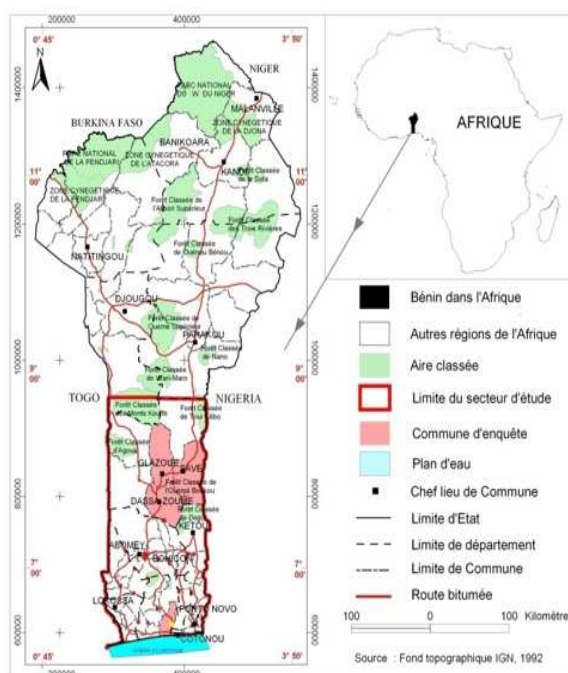 200000 400000
0° 45' 3° 50'
N
NIGER
PARC NATIONAL
DU W DU NIGER
1400000 1400000
MALANVILLE
ZONE CYNEGETIQUE
DE LA DJONA
BURKINA FASO
BANIKOARA
PARC NATIONAL
DE LA PENDJARI
ZONE CYNEGETIQUE
DE L'ATACORA
KANDI
11°
00'
11°
00'
Forêt Classée
de la Sota
ZONE CYNEGETIQUE
DE LA PENDJARI
Forêt Classée
de l'Alibori Supérieur
Forêt Classée
des Trois Rivières
1200000 1200000
NATITINGOU
Forêt Classée
de Ouénou Bénou
DJOUGOU
Forêt Classée
de Ouémé Supérieur
PARAKOU
Forêt Classée
de Nano
1000000 1000000
9°
00'
9°
00'
Forêt Classée
TOGO NIGERIA
Forêt Classée
des Monts Kouffé
Forêt Classée
Forêt Classée
d'Agoua
GLAZOUE SAVE
Forêt Classée de
l'Ouémé Boukou
DASSA-ZOUME
800000 800000
Forêt Classée
KETOU
ABOMEY
BOHICON
7°
00'
7°
00'
LOKOSSA
PORTO NOVO
600000 600000
COTONOU
0° 45' 3° 50'
200000 400000
AFRIQUE
Bénin dans l'Afrique
Autres régions de l'Afrique
Aire classée
Limite du secteur d'étude
Commune d'enquête
Plan d'eau
Chef lieu de Commune
Limite d'Etat
Limite de département
Limite de Commune
Route bitumée
100 0 100
Kilomètre
Source : Fond topographique IGN, 1992